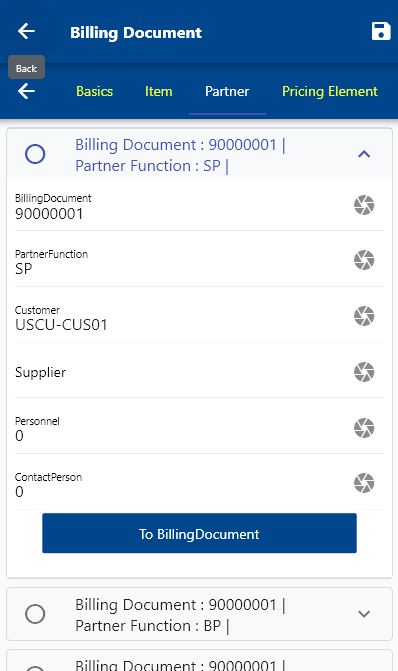 Billing Document
Back
Basics
Item
Partner
Pricing Element
Billing Document : 90000001 |
Partner Function : SP |
BillingDocument
90000001
PartnerFunction
SP
Customer
USCU-CUS01
Supplier
Personnel
0
ContactPerson
0
To BillingDocument
Billing Document : 90000001 |
Partner Function : BP |
Billing Document : 90000001 |